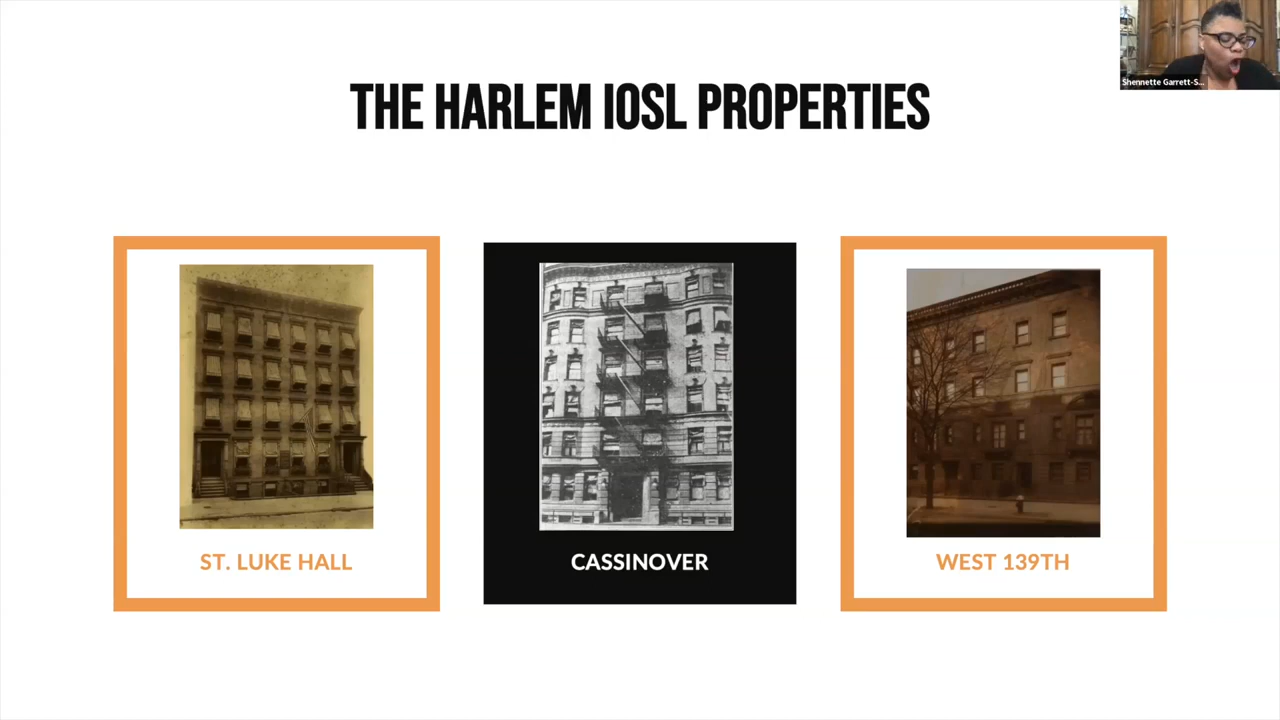 Shennette Garrett-S...
THE HARLEM IOSL PROPERTIES
ST. LUKE HALL
CASSINOVER
WEST 139TH